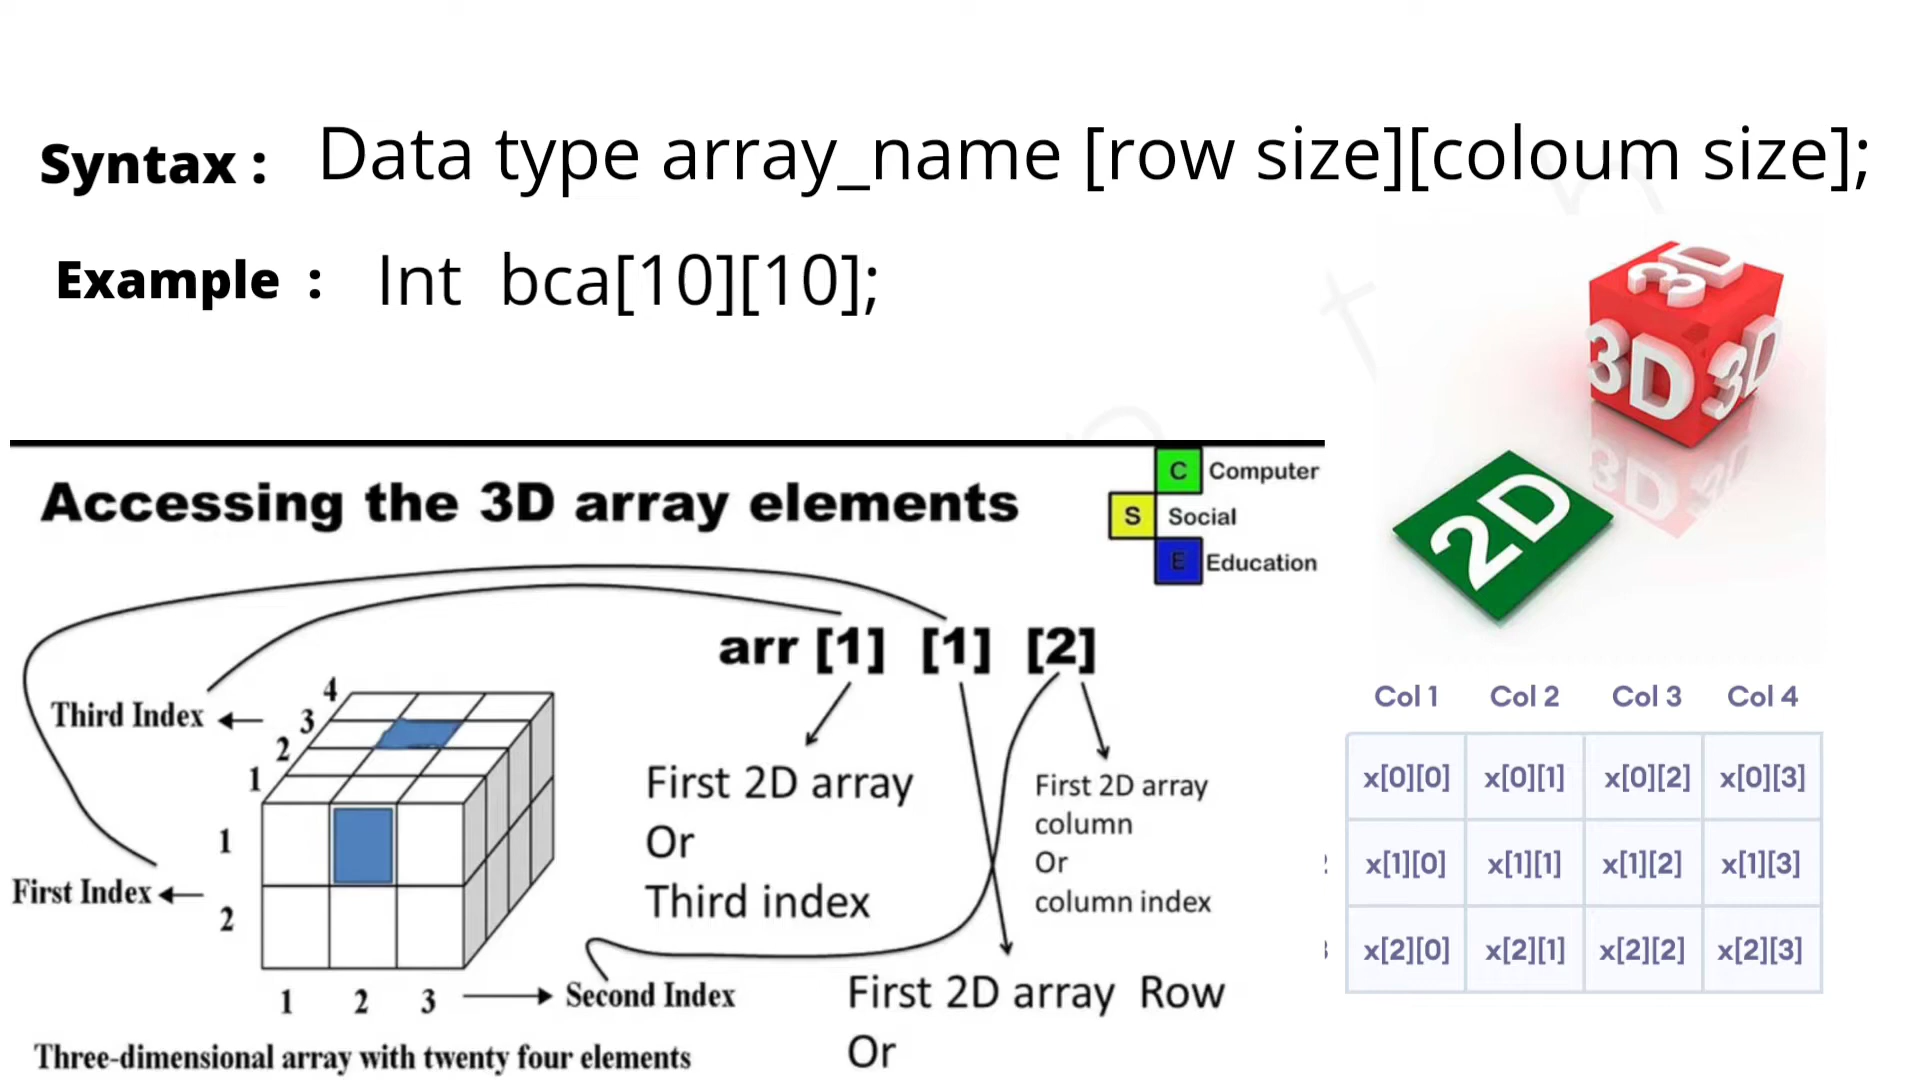 Syntax : Data type array_name [row size][coloum size];
Example : Int bca[10][10];
3D
3D
3D
2D
C Computer
S Social
E Education
Accessing the 3D array elements
arr [1] [1] [2]
4
3
2
1
Third Index
1
First Index
2
1 2 3
Second Index
Three-dimensional array with twenty four elements
First 2D array
Or
Third index
First 2D array
column
Or
column index
First 2D array Row
Or
Col 1 Col 2 Col 3 Col 4
x[0][0] x[0][1] x[0][2] x[0][3]
x[1][0] x[1][1] x[1][2] x[1][3]
x[2][0] x[2][1] x[2][2] x[2][3]